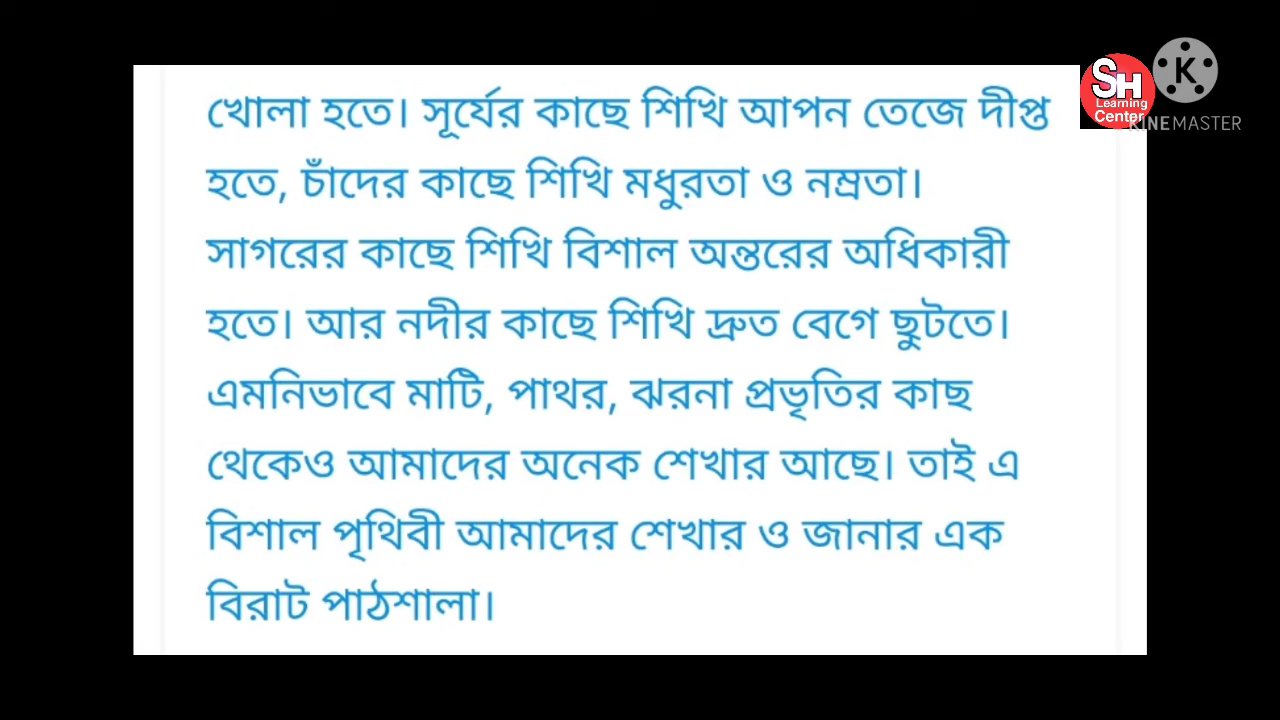 খোলা হতে। সূর্যের কাছে শিখি আপন তেজে দীপ্ত
হতে, চাঁদের কাছে শিখি মধুরতা ও নম্রতা।
সাগরের কাছে শিখি বিশাল অন্তরের অধিকারী
হতে। আর নদীর কাছে শিখি দ্রুত বেগে ছুটতে।
এমনিভাবে মাটি, পাথর, ঝরনা প্রভৃতির কাছ
থেকেও আমাদের অনেক শেখার আছে। তাই এ
বিশাল পৃথিবী আমাদের শেখার ও জানার এক
বিরাট পাঠশালা।
SH
Learning
Center
K
KINEMASTER